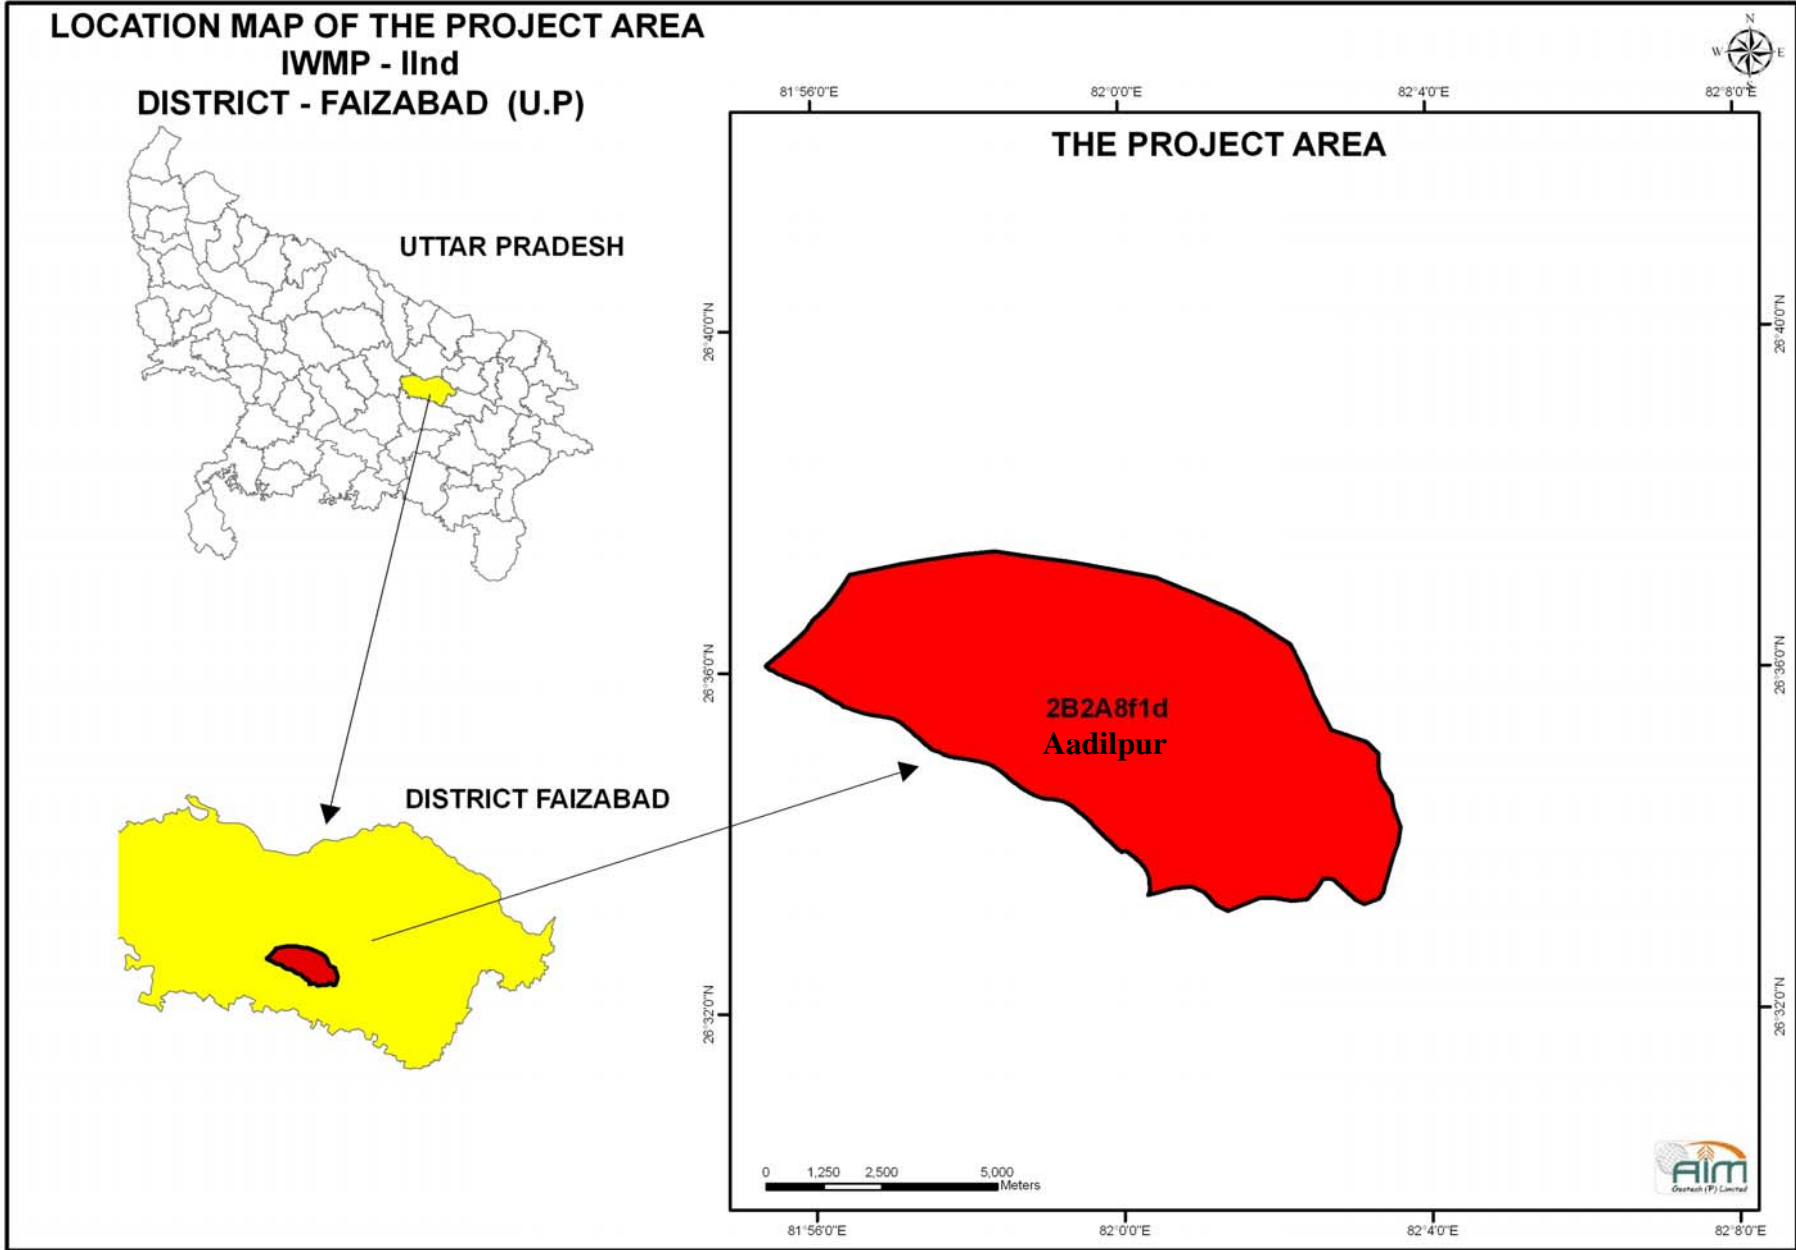 LOCATION MAP OF THE PROJECT AREA
IWMP - IInd
DISTRICT - FAIZABAD (U.P)
N
W
E
S
81°56'0"E
82°0'0"E
82°4'0"E
82°8'0"E
THE PROJECT AREA
UTTAR PRADESH
26°40'0"N
26°40'0"N
26°36'0"N
26°36'0"N
2B2A8f1d
Aadilpur
DISTRICT FAIZABAD
26°32'0"N
26°32'0"N
0 1,250 2,500 5,000
Meters
AIM
Geotech (P) Limited
81°56'0"E
82°0'0"E
82°4'0"E
82°8'0"E